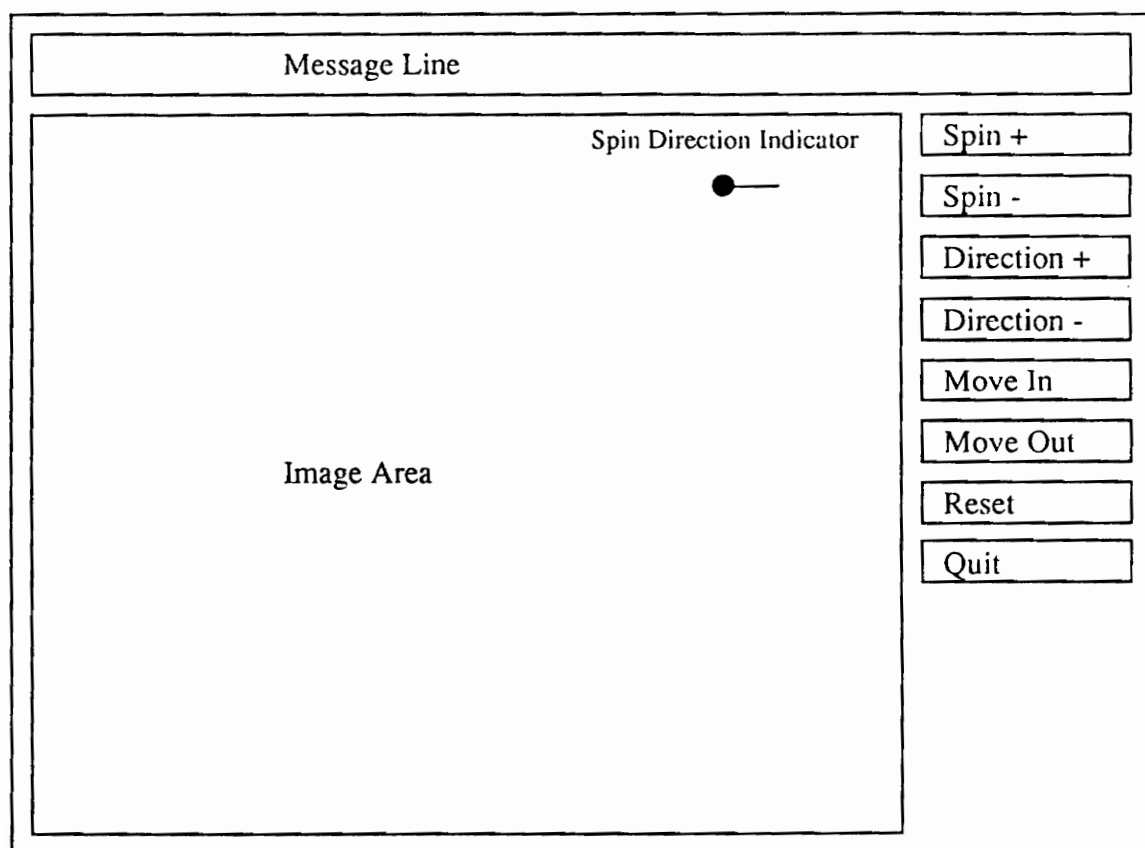 Message Line
Spin Direction Indicator
Image Area
Spin +
Spin -
Direction +
Direction -
Move In
Move Out
Reset
Quit